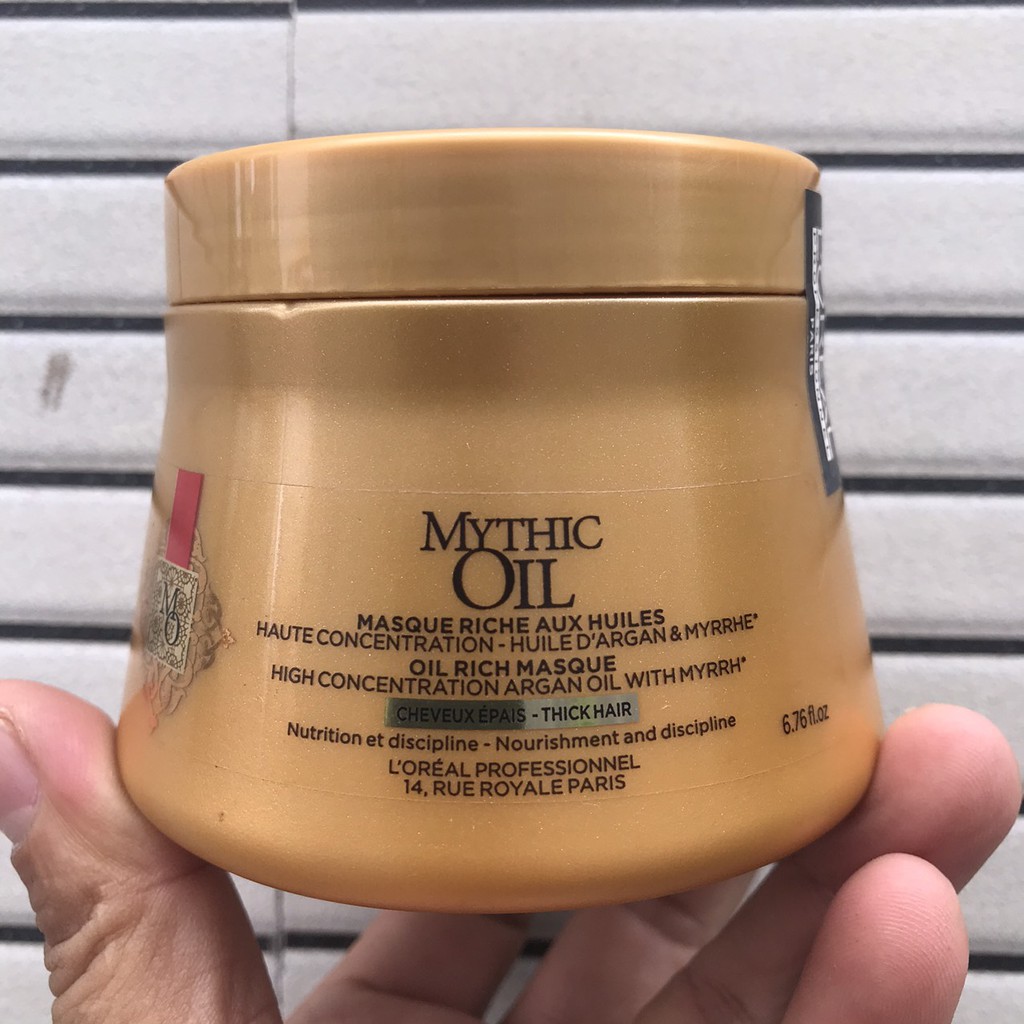 MYTHIC
OIL
MASQUE RICHE AUX HUILES
HAUTE CONCENTRATION - HUILE D'ARGAN & MYRRHE*
OIL RICH MASQUE
HIGH CONCENTRATION ARGAN OIL WITH MYRRH*
CHEVEUX ÉPAIS - THICK HAIR
Nutrition et discipline - Nourishment and discipline
6.76 fl.oz
L'ORÉAL PROFESSIONNEL
14, RUE ROYALE PARIS
M
O
PARIS